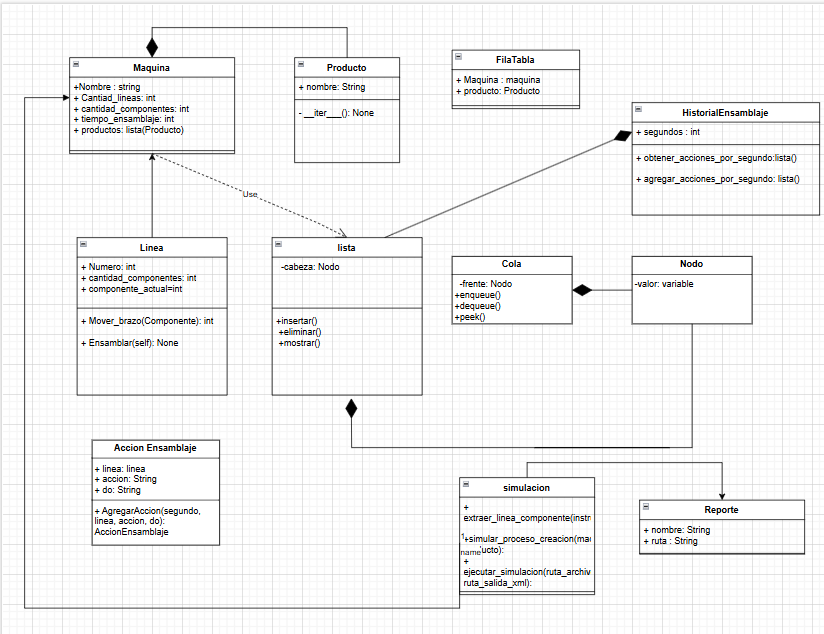 Maquina
+Nombre : string
+ Cantiad_lineas: int
+ cantidad_componentes: int
+ tiempo_ensamblaje: int
+ productos: lista(Producto)
Producto
+ nombre: String
- __iter___(): None
FilaTabla
+ Maquina : maquina
+ producto: Producto
HistorialEnsamblaje
+ segundos : int
+ obtener_acciones_por_segundo:lista()
+ agregar_acciones_por_segundo: lista()
Use
Linea
+ Numero: int
+ cantidad_componentes: int
+ componente_actual=int
+ Mover_brazo(Componente): int
+ Ensamblar(self): None
lista
-cabeza: Nodo
+insertar()
+eliminar()
+mostrar()
Cola
-frente: Nodo
+enqueue()
+dequeue()
+peek()
Nodo
-valor: variable
Accion Ensamblaje
+ linea: linea
+ accion: String
+ do: String
+ AgregarAccion(segundo,
linea, accion, do):
AccionEnsamblaje
simulacion
+
extraer_linea_componente(instr
1
+simular_proceso_creacion(ma
name
ucto):
+
ejecutar_simulacion(ruta_archiv
ruta_salida_xml):
Reporte
+ nombre: String
+ ruta : String